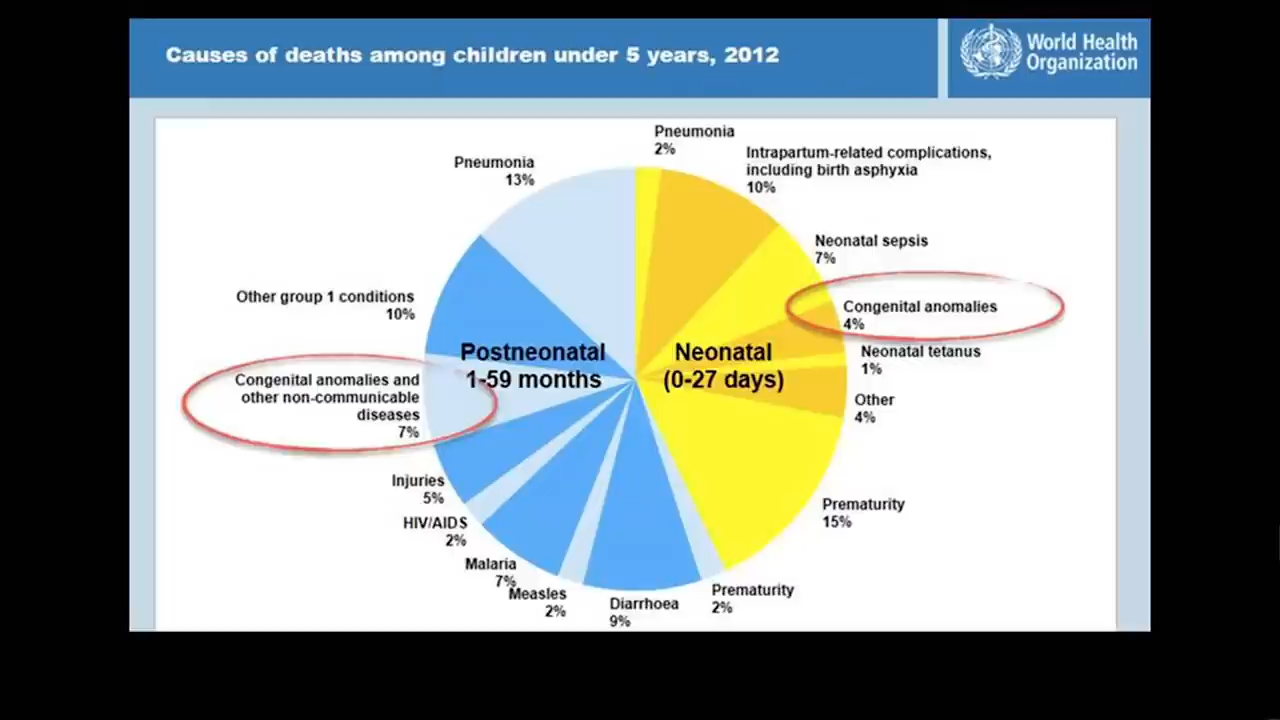 Causes of deaths among children under 5 years, 2012
World Health
Organization
Pneumonia
2%
Intrapartum-related complications,
including birth asphyxia
10%
Neonatal sepsis
7%
Congenital anomalies
4%
Neonatal tetanus
1%
Other
4%
Prematurity
15%
Prematurity
2%
Diarrhoea
9%
Measles
2%
Malaria
7%
HIV/AIDS
2%
Injuries
5%
Congenital anomalies and
other non-communicable
diseases
7%
Other group 1 conditions
10%
Pneumonia
13%
Postneonatal
1-59 months
Neonatal
(0-27 days)